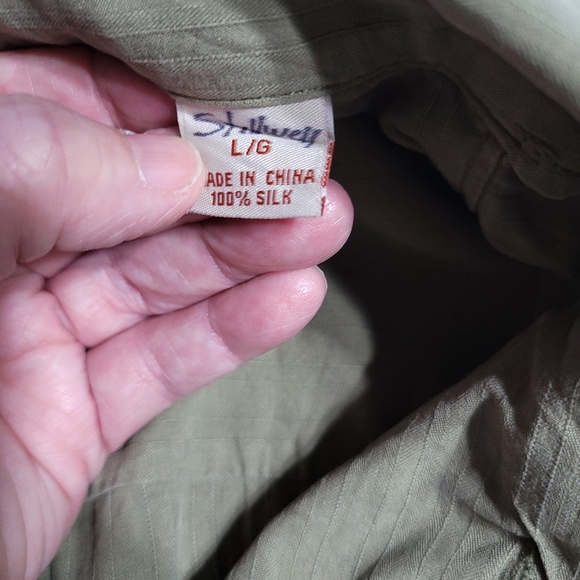 Stillwell
L/G
ADE IN CHINA
100% SILK